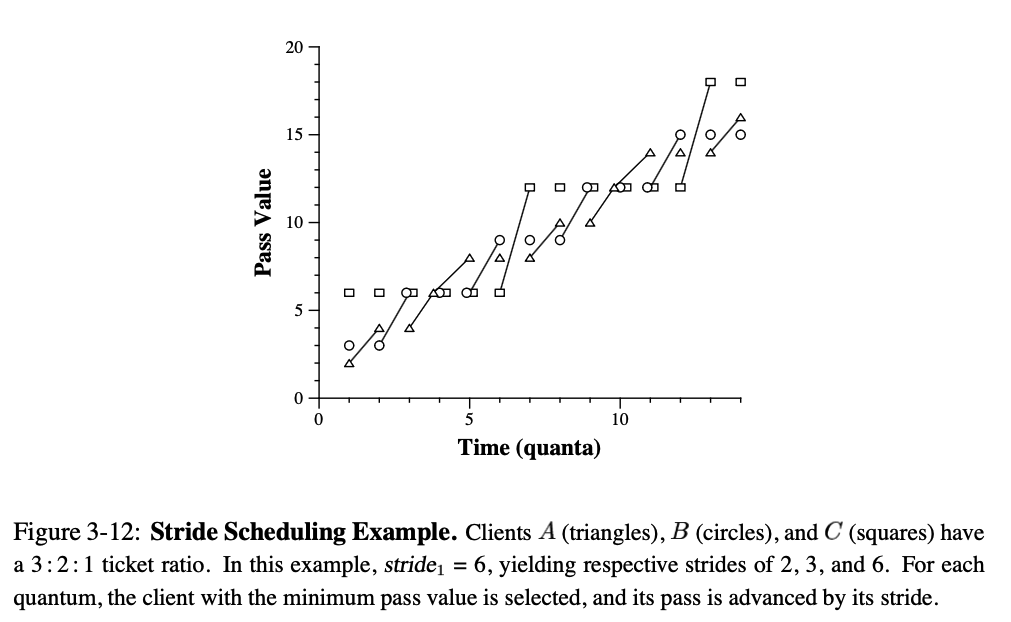 20
15
10
5
0
Pass Value
0
5
10
Time (quanta)
Figure 3-12: Stride Scheduling Example. Clients A (triangles), B (circles), and C (squares) have
a 3 : 2 : 1 ticket ratio. In this example, stride₁ = 6, yielding respective strides of 2, 3, and 6. For each
quantum, the client with the minimum pass value is selected, and its pass is advanced by its stride.